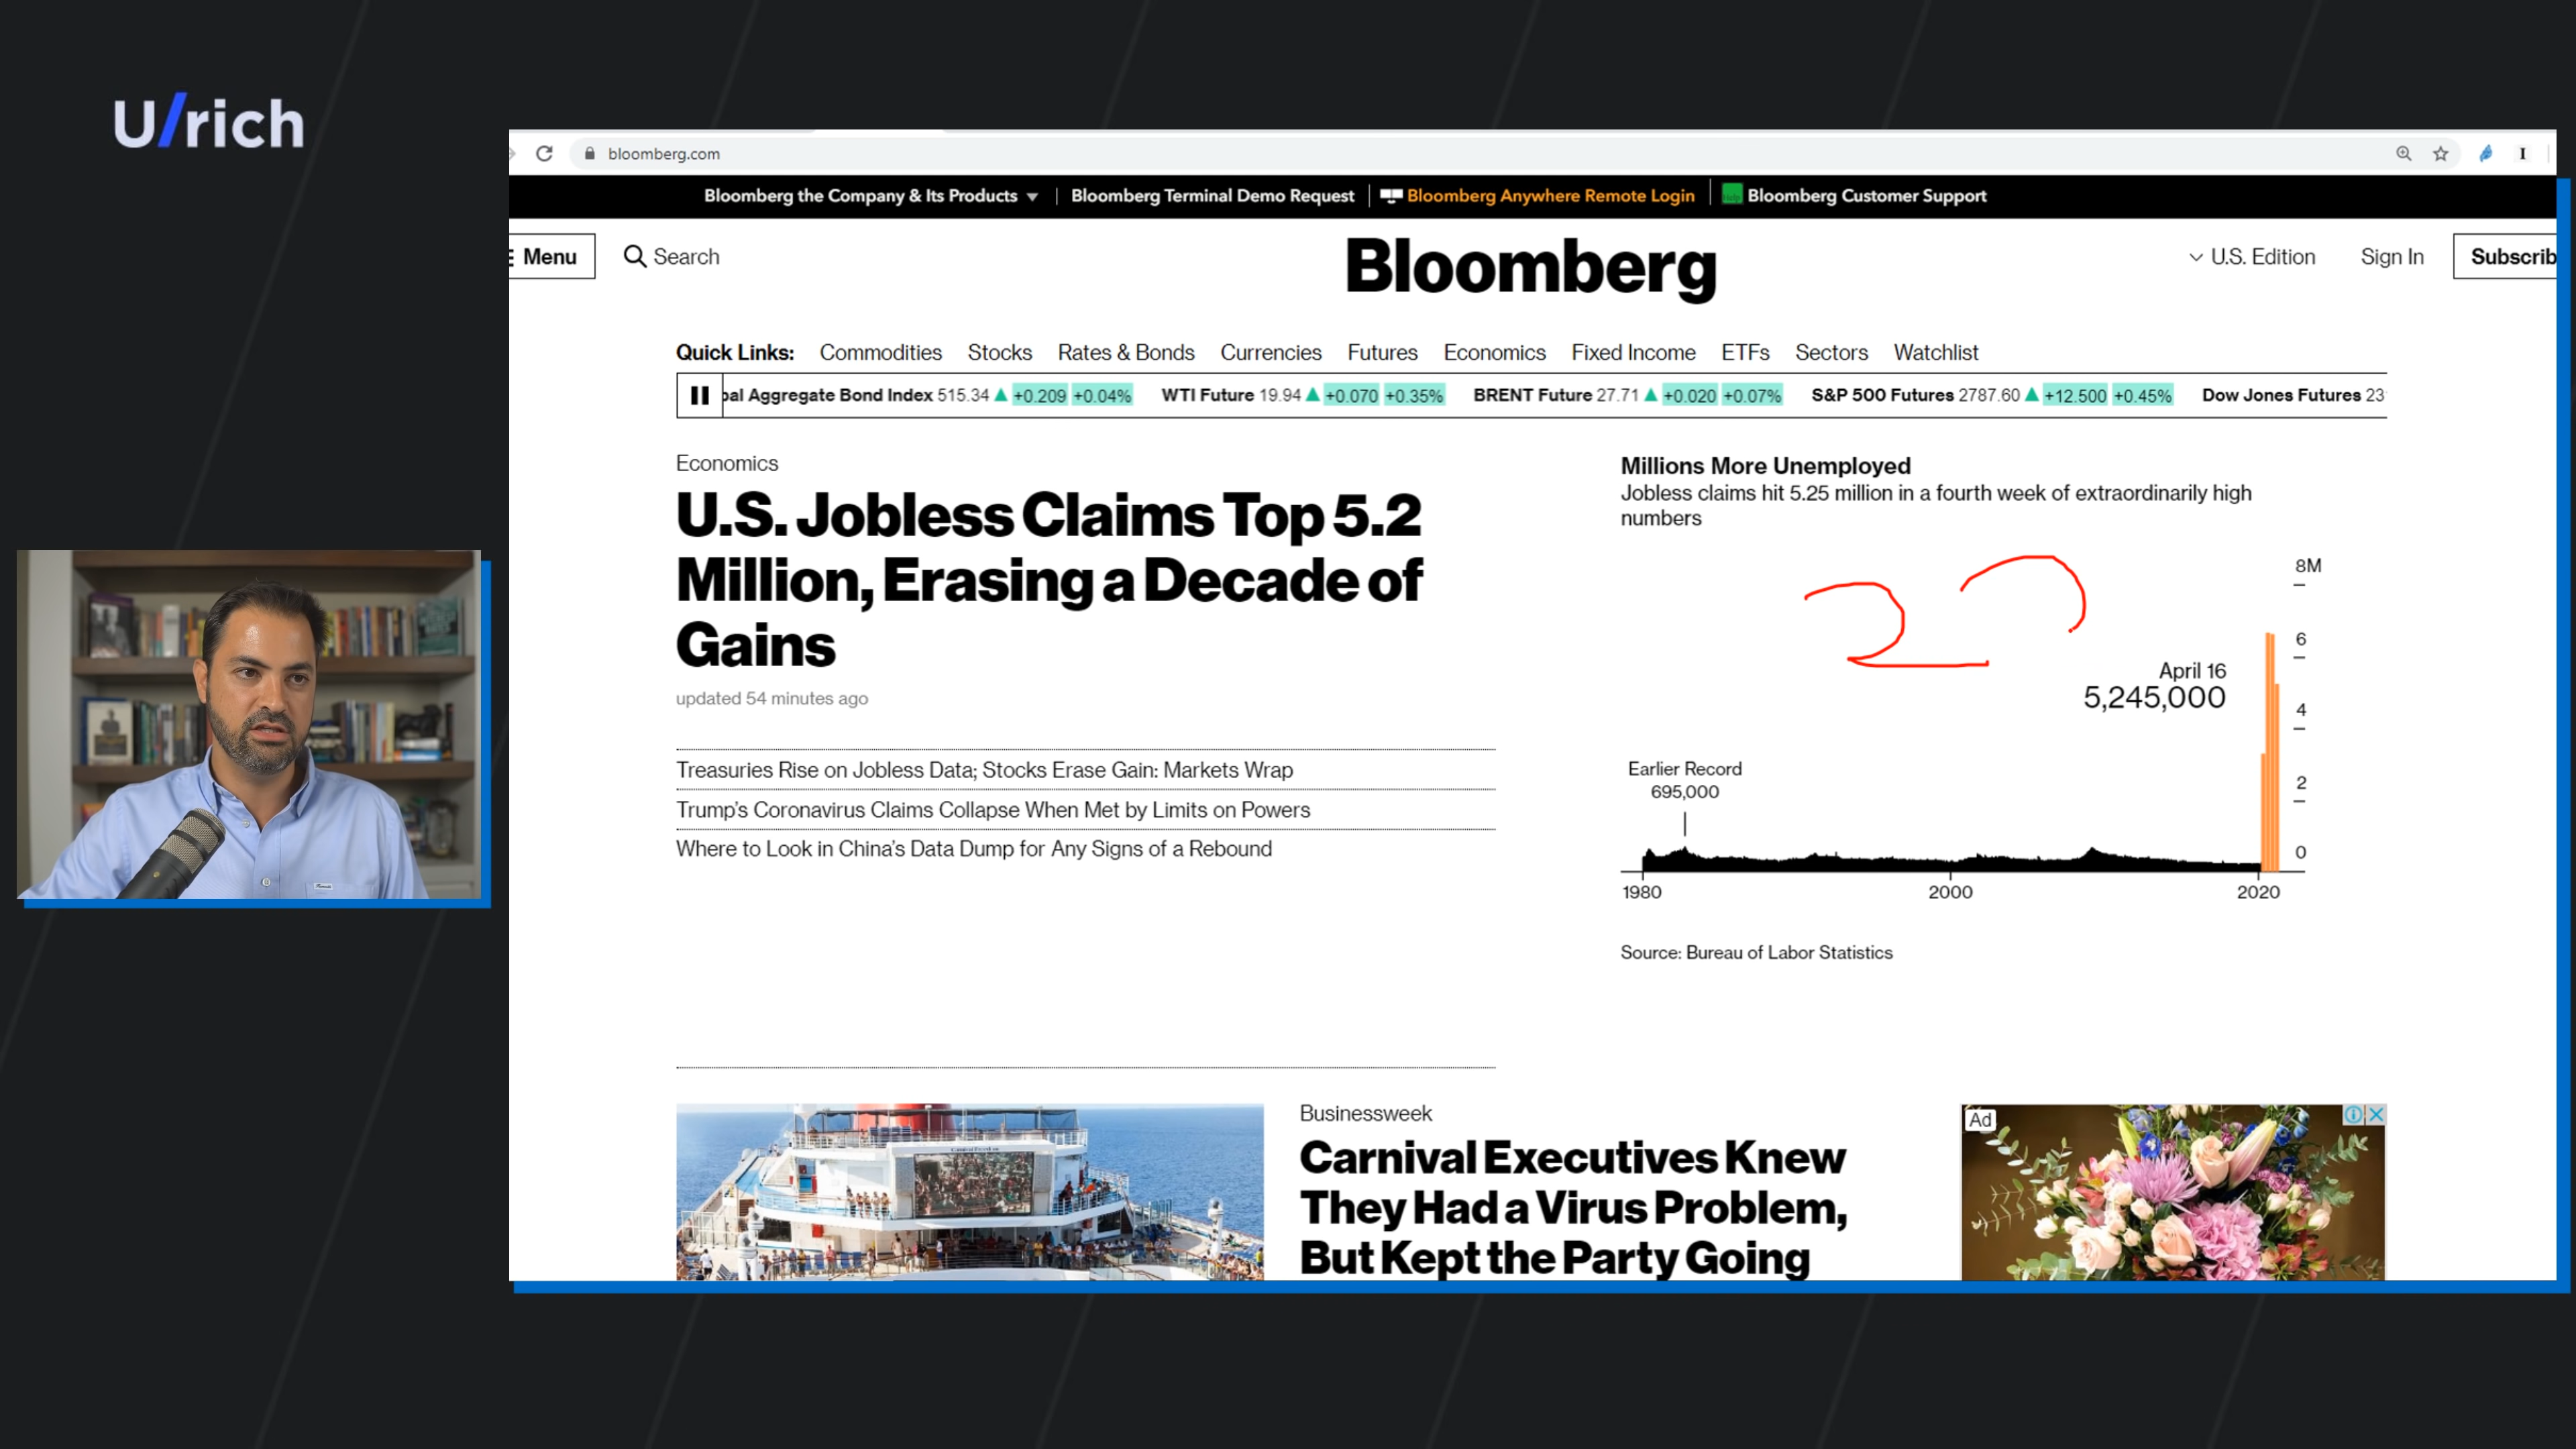 U/rich
bloomberg.com
Bloomberg the Company & Its Products
Bloomberg Terminal Demo Request
Bloomberg Anywhere Remote Login
Bloomberg Customer Support
Menu
Search
Bloomberg
U.S. Edition
Sign In
Subscrib
Quick Links: Commodities Stocks Rates & Bonds Currencies Futures Economics Fixed Income ETFs Sectors Watchlist
bal Aggregate Bond Index 515.34 +0.209 +0.04% WTI Future 19.94 +0.070 +0.35% BRENT Future 27.71 +0.020 +0.07% S&P 500 Futures 2787.60 +12.500 +0.45% Dow Jones Futures 23
Economics
U.S. Jobless Claims Top 5.2
Million, Erasing a Decade of
Gains
updated 54 minutes ago
Treasuries Rise on Jobless Data; Stocks Erase Gain: Markets Wrap
Trump's Coronavirus Claims Collapse When Met by Limits on Powers
Where to Look in China's Data Dump for Any Signs of a Rebound
Millions More Unemployed
Jobless claims hit 5.25 million in a fourth week of extraordinarily high
numbers
8M
6
4
2
0
April 16
5,245,000
Earlier Record
695,000
1980 2000 2020
Source: Bureau of Labor Statistics
Businessweek
Carnival Executives Knew
They Had a Virus Problem,
But Kept the Party Going
Ad